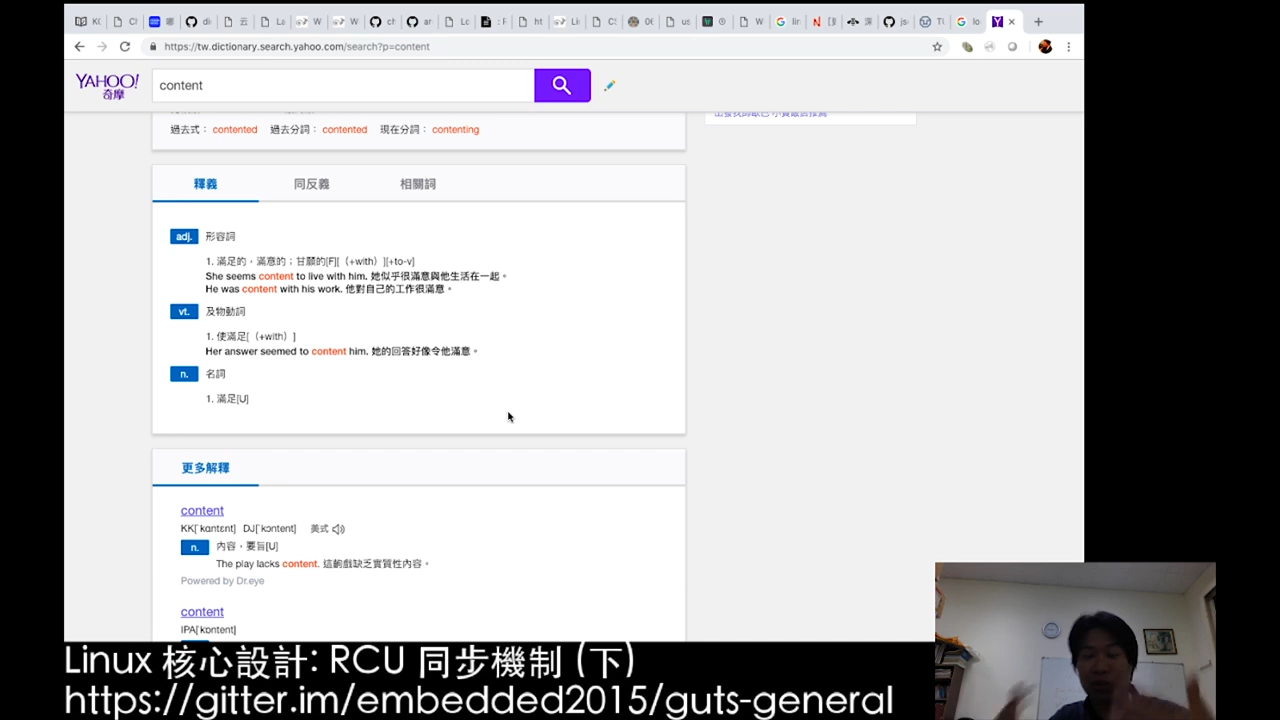 https://tw.dictionary.search.yahoo.com/search?p=content
YAHOO!
奇摩
content
過去式： contented 過去分詞： contented 現在分詞： contenting
釋義 同反義 相關詞
adj. 形容詞
1. 滿足的，滿意的；甘願的[F][（+with）][+to-v]
She seems content to live with him. 她似乎很滿意與他生活在一起。
He was content with his work. 他對自己的工作很滿意。
vt. 及物動詞
1. 使滿足[（+with）]
Her answer seemed to content him. 她的回答好像令他滿意。
n. 名詞
1. 滿足[U]
更多解釋
content
KK[ˋkɑntɛnt] DJ[ˋkɔntent] 美式
n. 內容，要旨[U]
The play lacks content. 這齣戲缺乏實質性內容。
Powered by Dr.eye
content
IPA[kɒntent]
Linux 核心設計: RCU 同步機制 (下)
https://gitter.im/embedded2015/guts-general